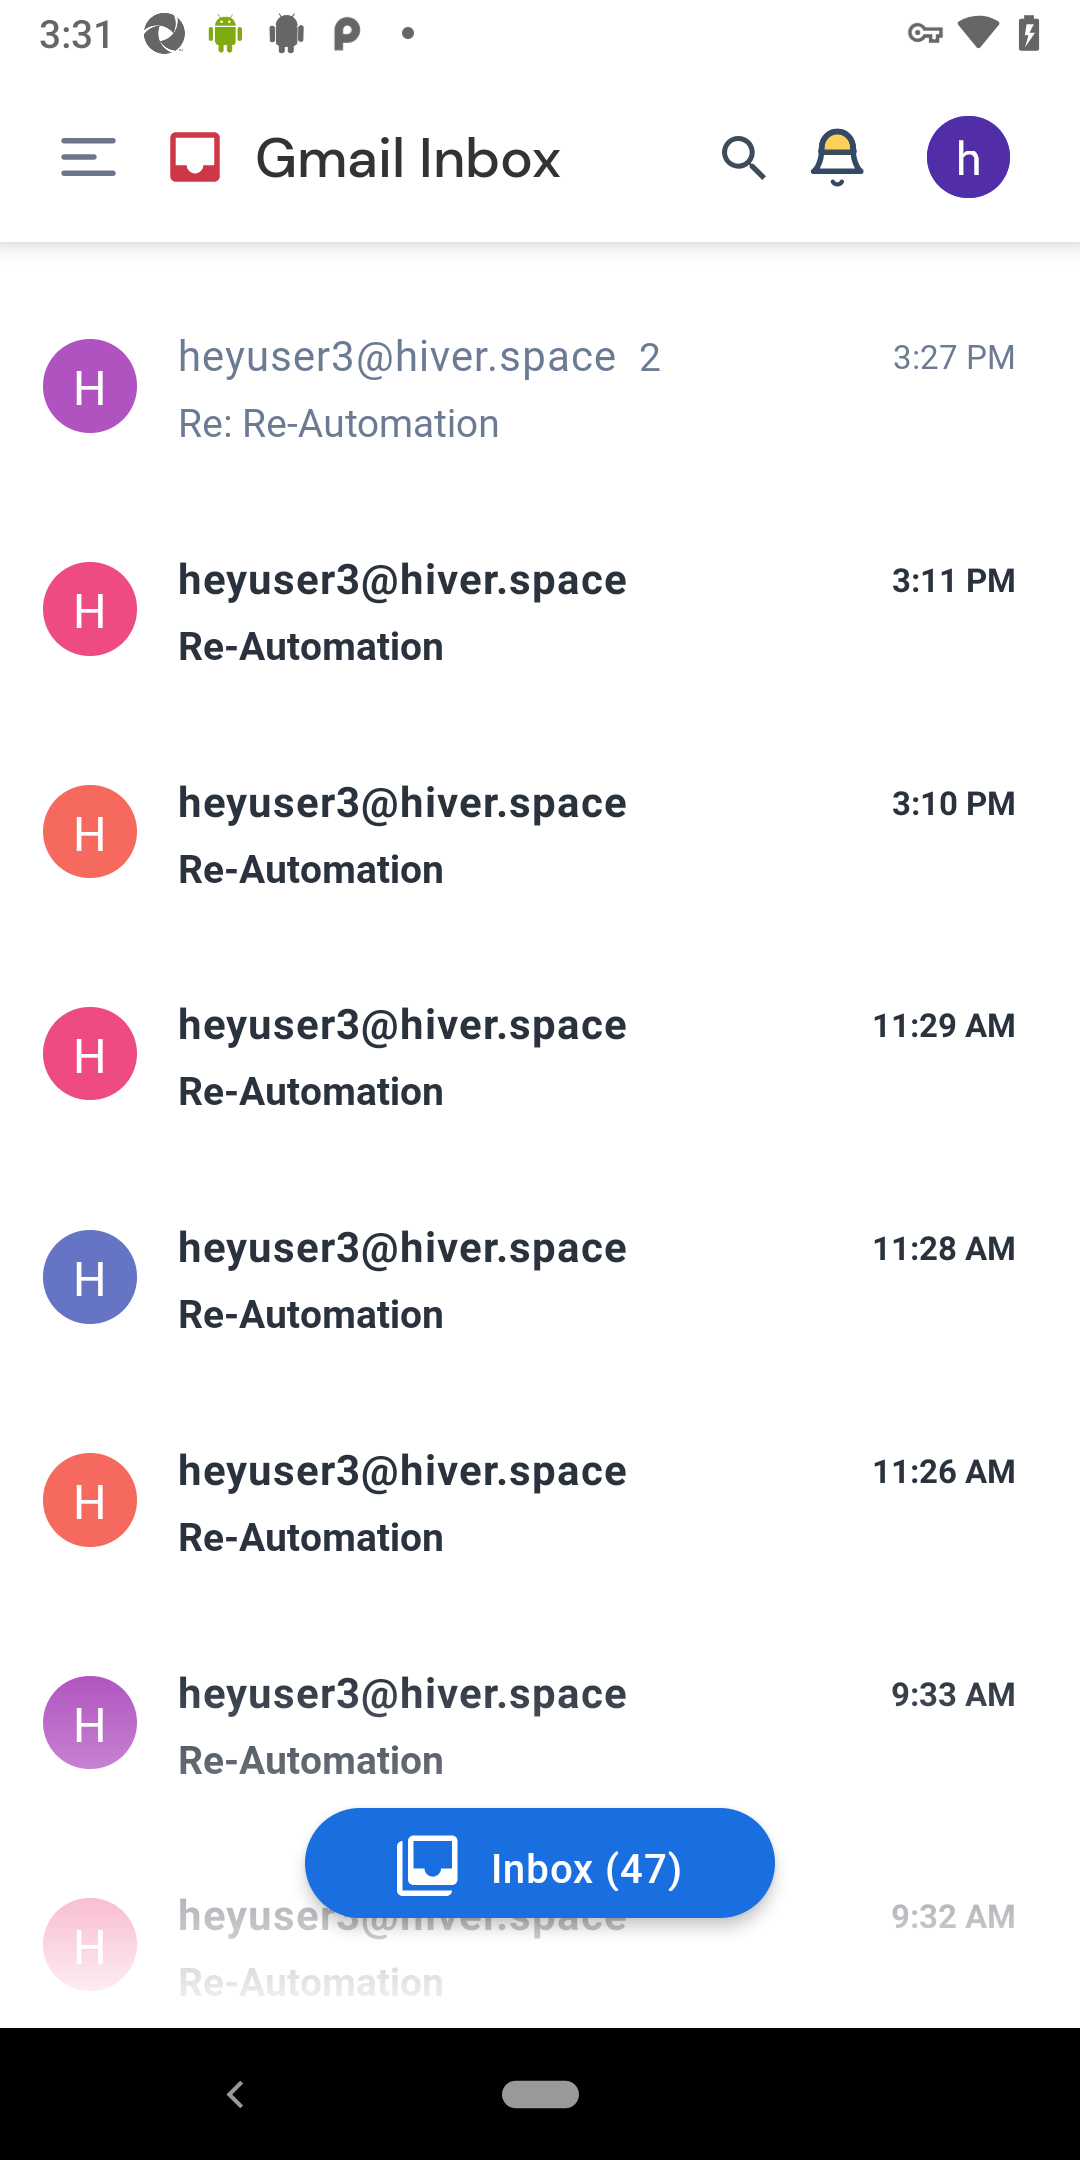 3:31
Gmail Inbox
h
H
heyuser3@hiver.space 2
3:27 PM
Re: Re-Automation
H
heyuser3@hiver.space
3:11 PM
Re-Automation
H
heyuser3@hiver.space
3:10 PM
Re-Automation
H
heyuser3@hiver.space
11:29 AM
Re-Automation
H
heyuser3@hiver.space
11:28 AM
Re-Automation
H
heyuser3@hiver.space
11:26 AM
Re-Automation
H
heyuser3@hiver.space
9:33 AM
Re-Automation
Inbox (47)
H
heyuser3@hiver.space
9:32 AM
Re-Automation